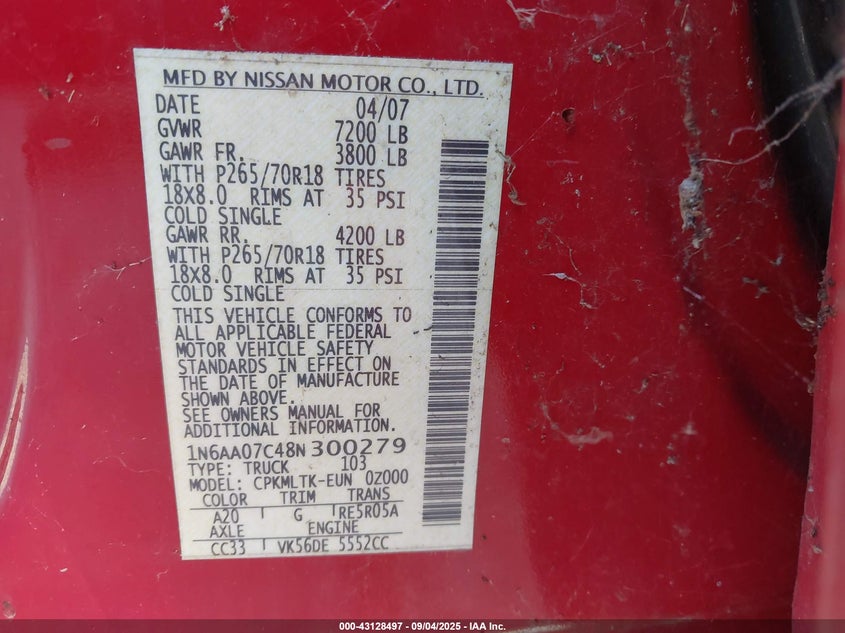 MFD BY NISSAN MOTOR CO., LTD.
DATE 04/07
GVWR 7200 LB
GAWR FR. 3800 LB
WITH P265/70R18 TIRES
18X8.0 RIMS AT 35 PSI
COLD SINGLE
GAWR RR. 4200 LB
WITH P265/70R18 TIRES
18X8.0 RIMS AT 35 PSI
COLD SINGLE
THIS VEHICLE CONFORMS TO
ALL APPLICABLE FEDERAL
MOTOR VEHICLE SAFETY
STANDARDS IN EFFECT ON
THE DATE OF MANUFACTURE
SHOWN ABOVE.
SEE OWNERS MANUAL FOR
ADDITIONAL INFORMATION.
1N6AA07C48N300279
TYPE: TRUCK 103
MODEL: CPKMLTK-EUN 0Z000
COLOR TRIM TRANS
A20 G RE5R05A
AXLE ENGINE
CC33 VK56DE 5552CC
000-43128497 - 09/04/2025 - IAA Inc.